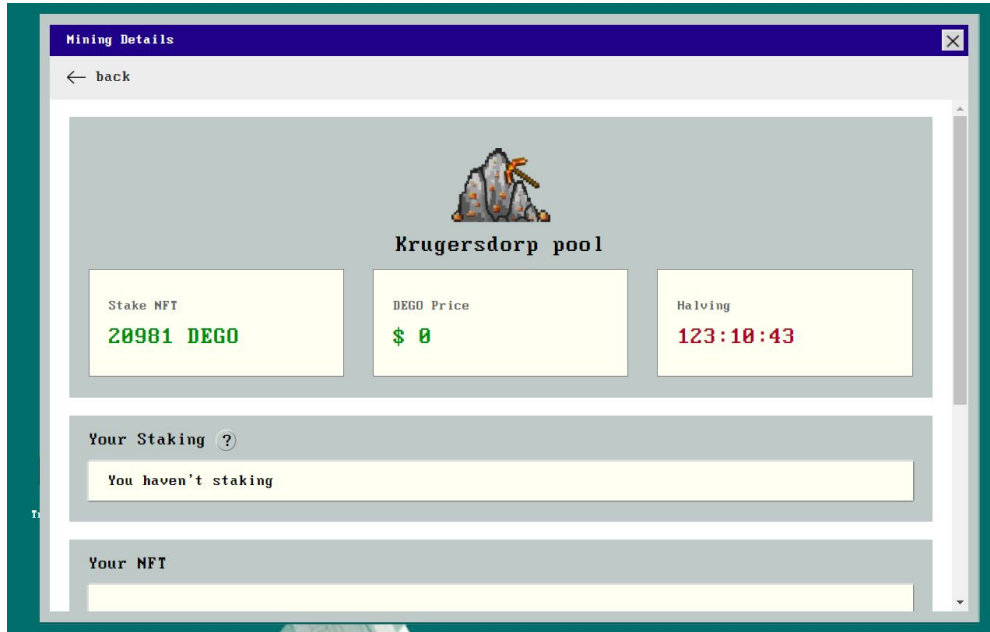 Mining Details
← back
Krugersdorp pool
Stake NFT
20981 DEGO
DEGO Price
$ 0
Halving
123:10:43
Your Staking ?
You haven't staking
Your NFT